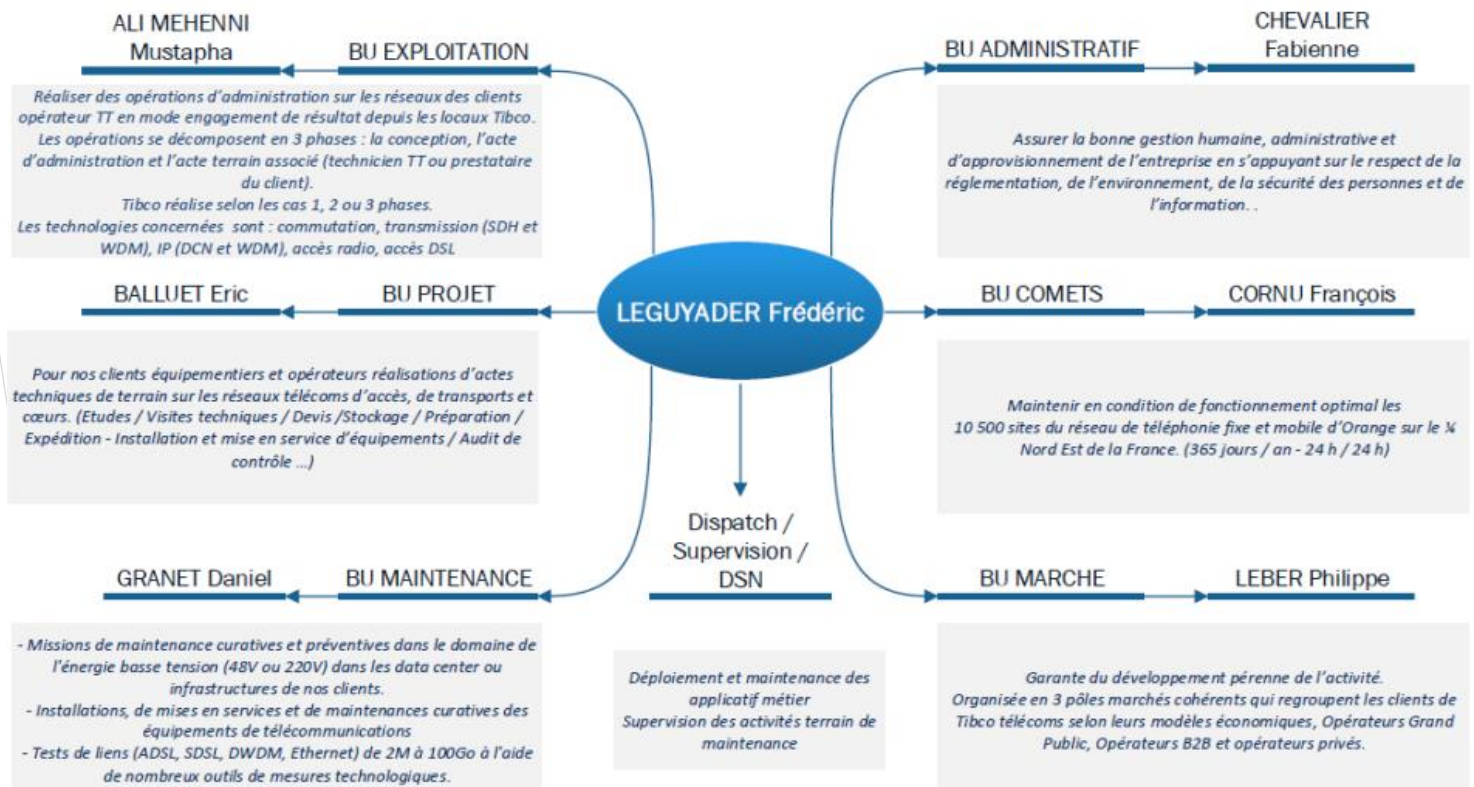 ALI MEHENNI
Mustapha
BU EXPLOITATION
Réaliser des opérations d'administration sur les réseaux des clients
opérateur TT en mode engagement de résultat depuis les locaux Tibco.
Les opérations se décomposent en 3 phases : la conception, l'acte
d'administration et l'acte terrain associé (technicien TT ou prestataire
du client).
Tibco réalise selon les cas 1, 2 ou 3 phases.
Les technologies concernées sont : commutation, transmission (SDH et
WDM), IP (DCN et WDM), accès radio, accès DSL
BU ADMINISTRATIF
CHEVALIER
Fabienne
Assurer la bonne gestion humaine, administrative et
d'approvisionnement de l'entreprise en s'appuyant sur le respect de la
réglementation, de l'environnement, de la sécurité des personnes et de
l'information. .
LEGUYADER Frédéric
BALLUET Eric
BU PROJET
Pour nos clients équipementiers et opérateurs réalisations d'actes
techniques de terrain sur les réseaux télécoms d'accès, de transports et
cœurs. (Etudes / Visites techniques / Devis /Stockage / Préparation /
Expédition - Installation et mise en service d'équipements / Audit de
contrôle ...)
BU COMETS
CORNU François
Maintenir en condition de fonctionnement optimal les
10 500 sites du réseau de téléphonie fixe et mobile d'Orange sur le ¼
Nord Est de la France. (365 jours / an - 24 h / 24 h)
GRANET Daniel
BU MAINTENANCE
- Missions de maintenance curatives et préventives dans le domaine de
l'énergie basse tension (48V ou 220V) dans les data center ou
infrastructures de nos clients.
- Installations, de mises en services et de maintenances curatives des
équipements de télécommunications
- Tests de liens (ADSL, SDSL, DWDM, Ethernet) de 2M à 100Go à l'aide
de nombreux outils de mesures technologiques.
Dispatch /
Supervision /
DSN
Déploiement et maintenance des
applicatif métier
Supervision des activités terrain de
maintenance
BU MARCHE
LEBER Philippe
Garante du développement pérenne de l'activité.
Organisée en 3 pôles marchés cohérents qui regroupent les clients de
Tibco télécoms selon leurs modèles économiques, Opérateurs Grand
Public, Opérateurs B2B et opérateurs privés.